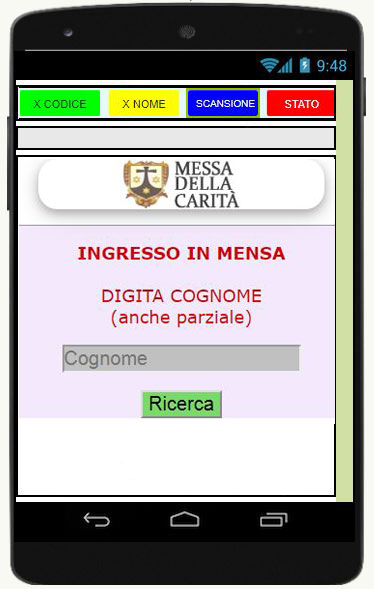 9:48
X CODICE X NOME SCANSIONE STATO
MESSA
DELLA
CARITÀ
INGRESSO IN MENSA
DIGITA COGNOME
(anche parziale)
Cognome
Ricerca